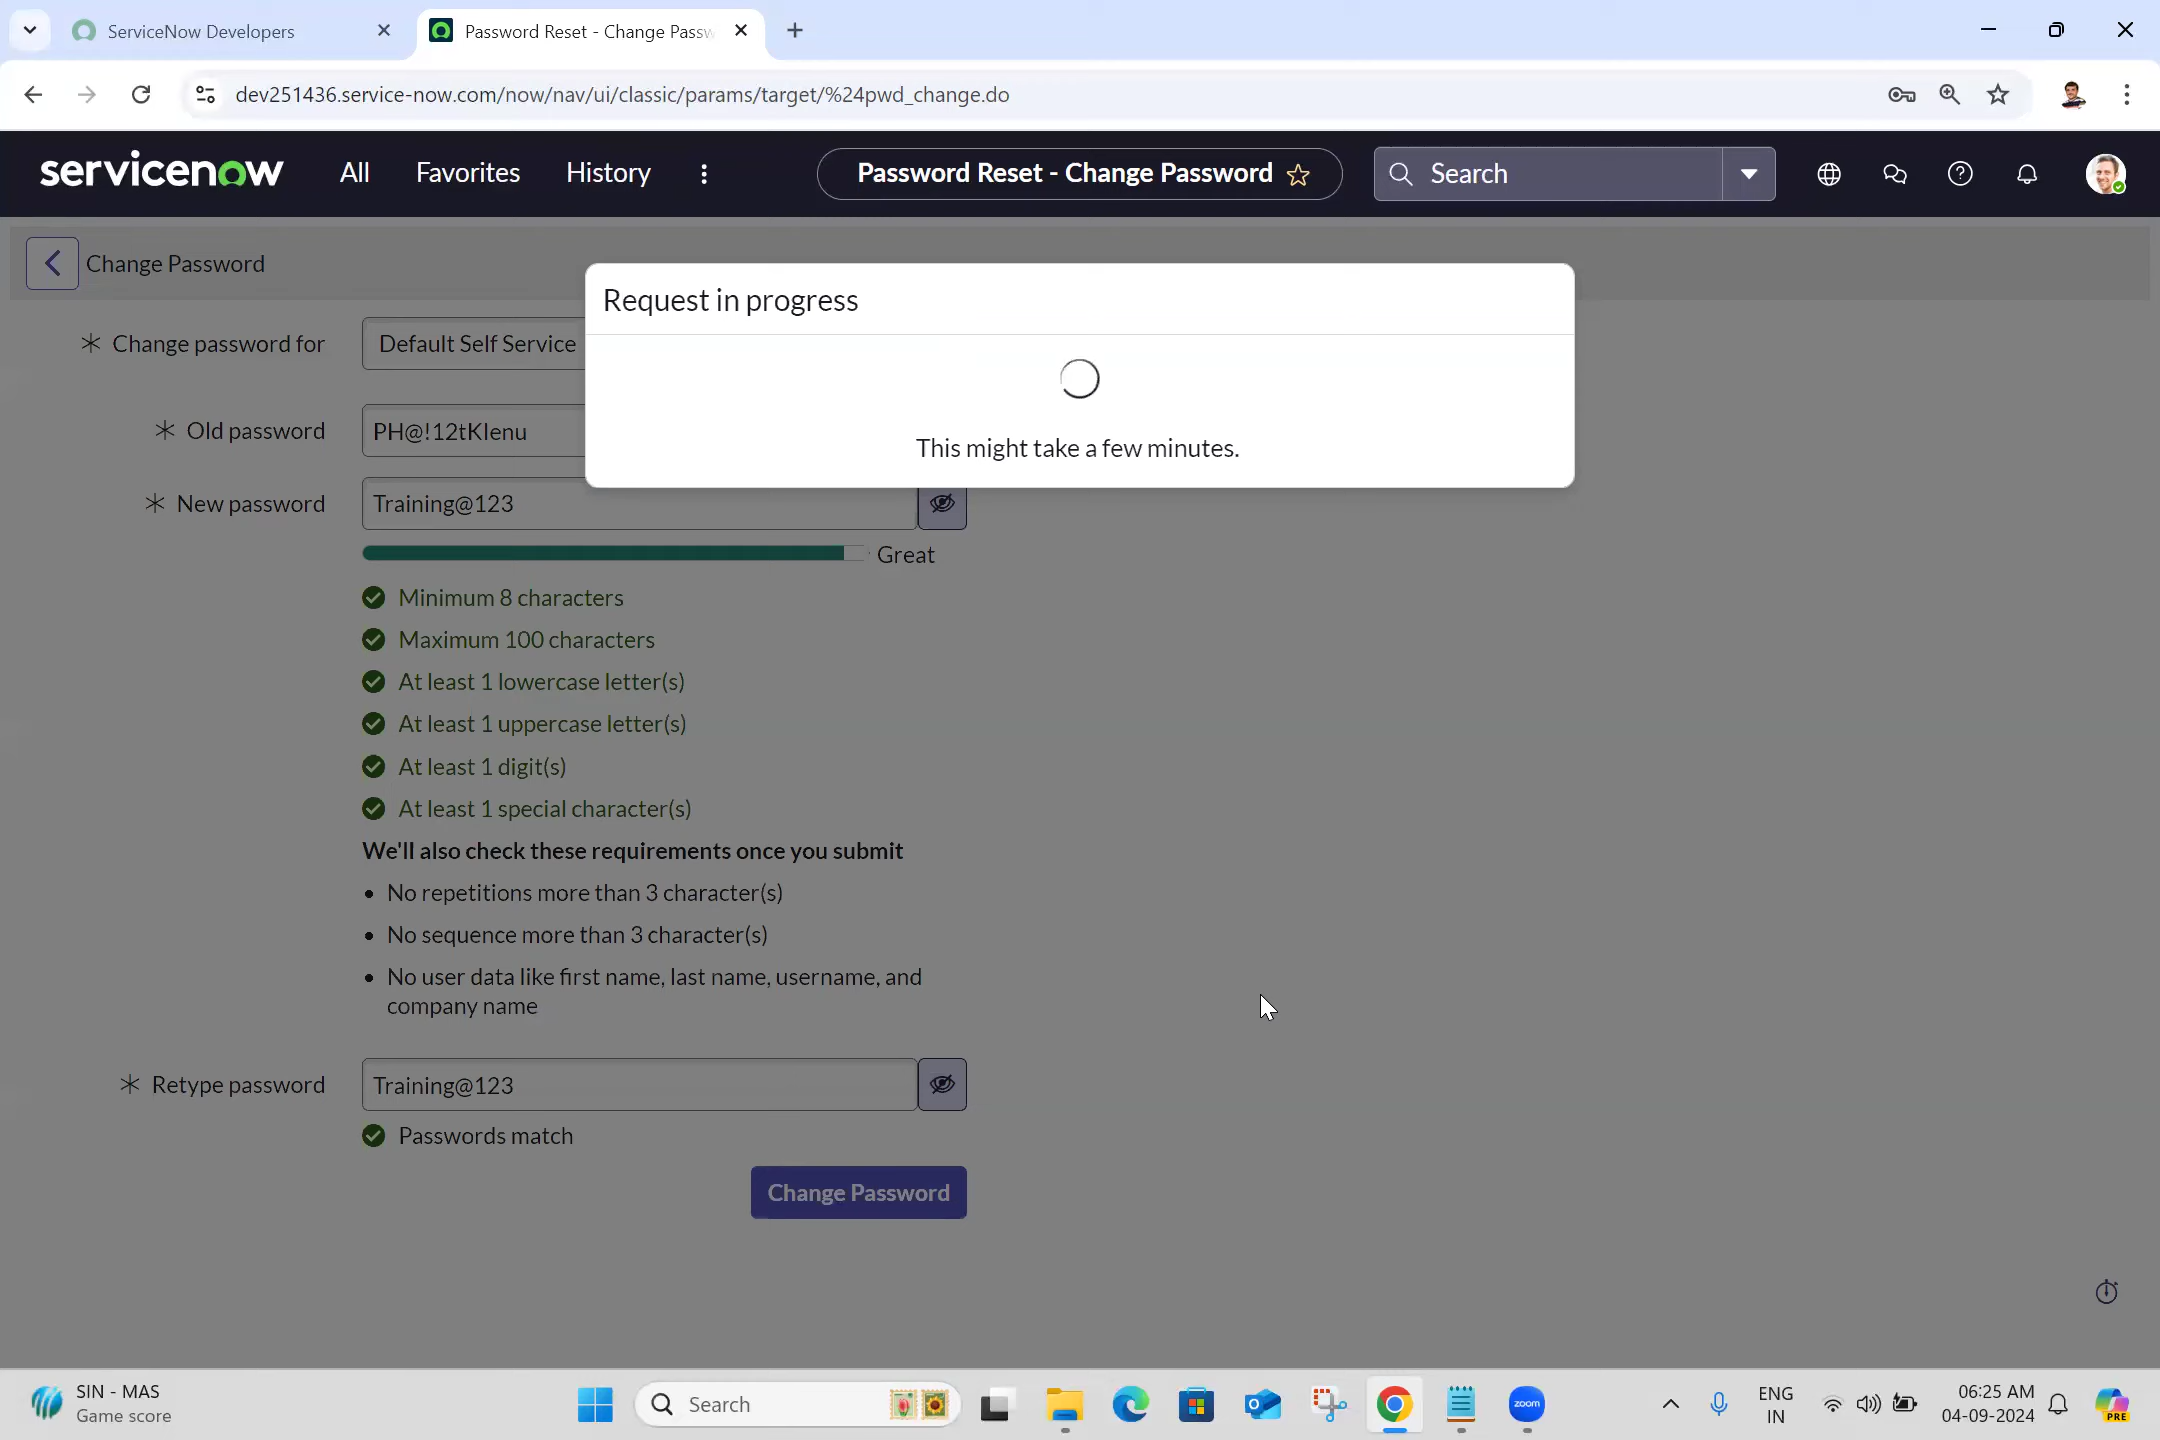 ServiceNow Developers
Password Reset - Change Passw
dev251436.service-now.com/now/nav/ui/classic/params/target/%24pwd_change.do
servicenow
All
Favorites
History
Password Reset - Change Password
Search
Change Password
Request in progress
This might take a few minutes.
* Change password for
Default Self Service
* Old password
PH@!12tKIenu
* New password
Training@123
Great
Minimum 8 characters
Maximum 100 characters
At least 1 lowercase letter(s)
At least 1 uppercase letter(s)
At least 1 digit(s)
At least 1 special character(s)
We'll also check these requirements once you submit
• No repetitions more than 3 character(s)
• No sequence more than 3 character(s)
• No user data like first name, last name, username, and
company name
* Retype password
Training@123
Passwords match
Change Password
SIN - MAS
Game score
Search
zoom
ENG
IN
06:25 AM
04-09-2024
PRE